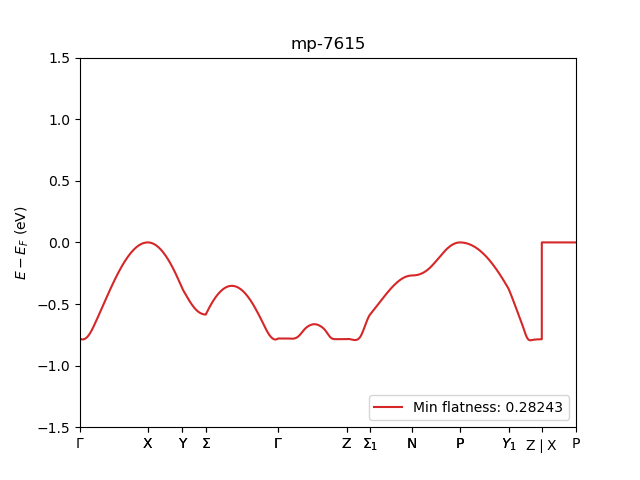 mp-7615
E − E_F (eV)
1.5
1.0
0.5
0.0
−0.5
−1.0
−1.5
Min flatness: 0.28243
Γ X Y Σ Γ Z Σ₁ N P Y₁ Z | X P